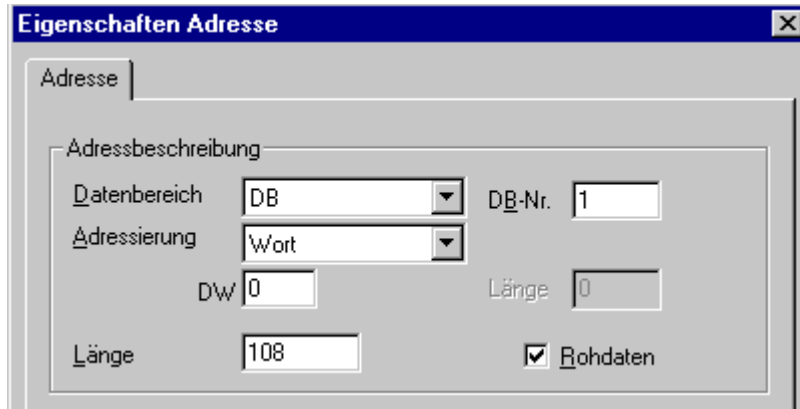 Eigenschaften Adresse
Adresse
Adressbeschreibung
Datenbereich DB DB-Nr. 1
Adressierung Wort
DW 0 Länge 0
Länge 108 Rohdaten